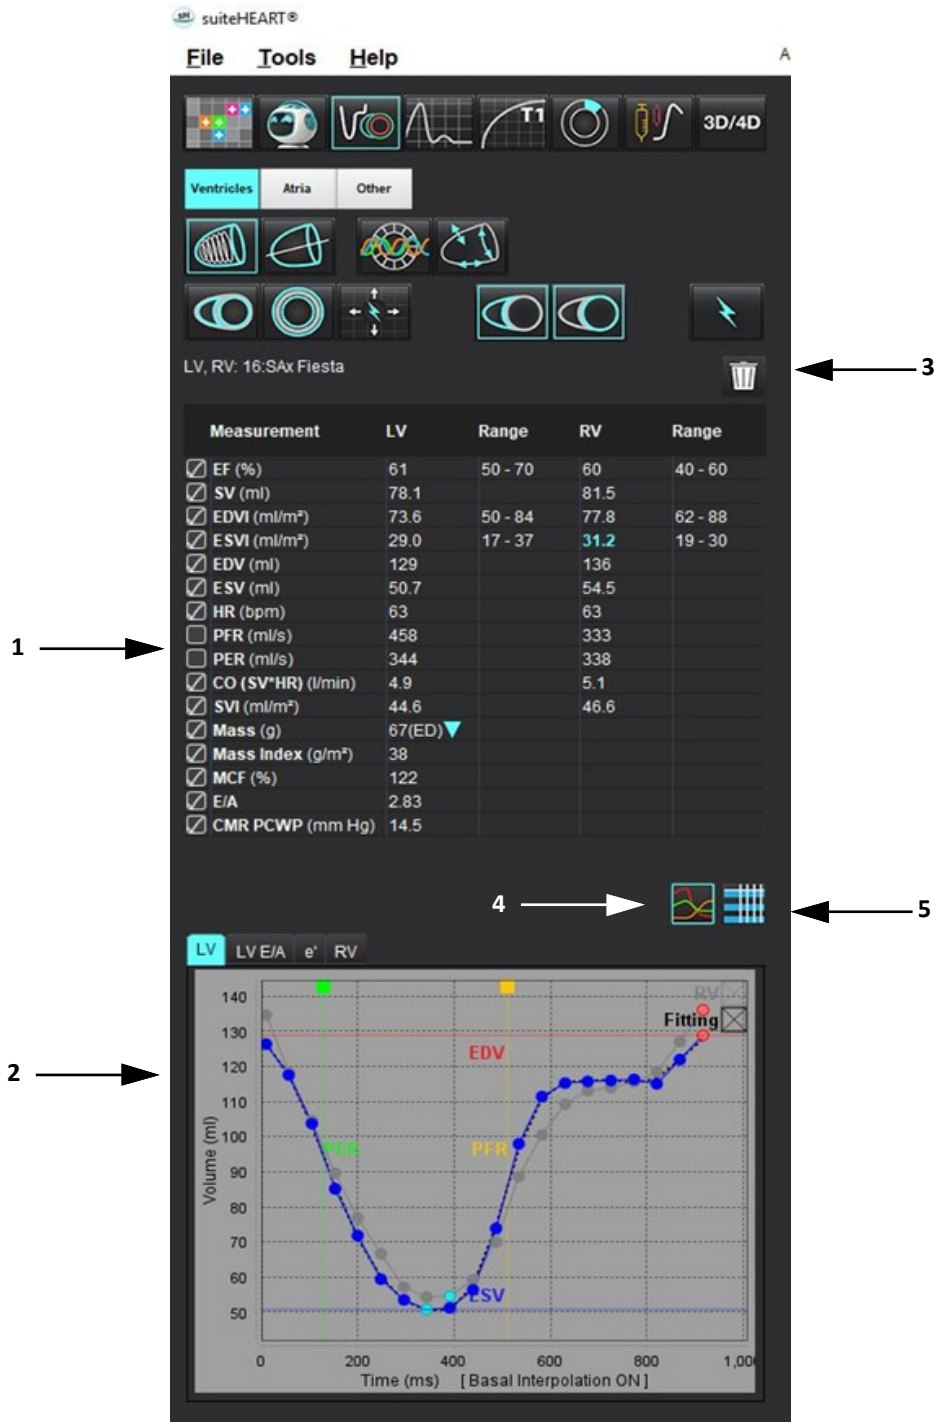 sH suiteHEART®
File Tools Help A
T1 3D/4D
Ventricles Atria Other
LV, RV: 16:SAx Fiesta
3
Measurement LV Range RV Range
EF (%) 61 50 - 70 60 40 - 60
SV (ml) 78.1 81.5
EDVI (ml/m²) 73.6 50 - 84 77.8 62 - 88
ESVI (ml/m²) 29.0 17 - 37 31.2 19 - 30
EDV (ml) 129 136
ESV (ml) 50.7 54.5
HR (bpm) 63 63
PFR (ml/s) 458 333
1
PER (ml/s) 344 338
CO (SV*HR) (l/min) 4.9 5.1
SVI (ml/m²) 44.6 46.6
Mass (g) 67(ED)
Mass Index (g/m²) 38
MCF (%) 122
E/A 2.83
CMR PCWP (mm Hg) 14.5
4
5
LV LV E/A e' RV
RV
140
Fitting
130
EDV
2
120
110
100
PER PFR
90
Volume (ml)
80
70
60
ESV
50
0 200 400 600 800 1,00
Time (ms) [ Basal Interpolation ON ]